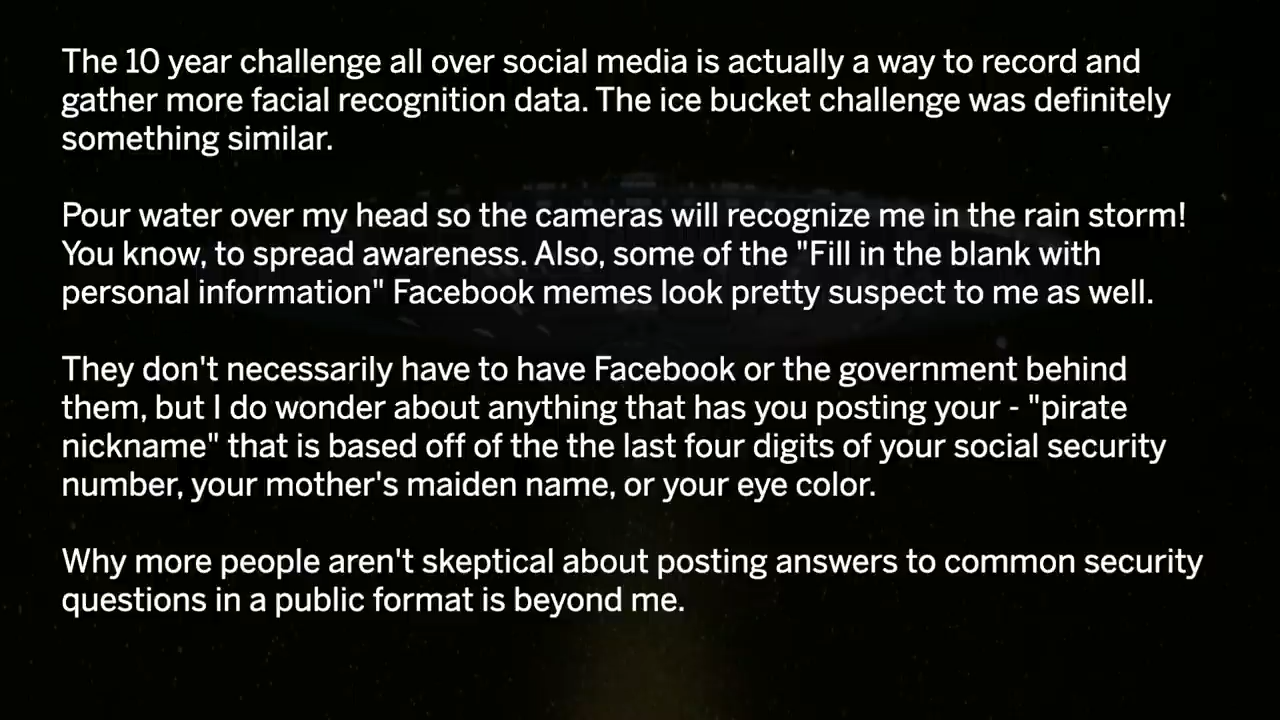 The 10 year challenge all over social media is actually a way to record and
gather more facial recognition data. The ice bucket challenge was definitely
something similar.
Pour water over my head so the cameras will recognize me in the rain storm!
You know, to spread awareness. Also, some of the "Fill in the blank with
personal information" Facebook memes look pretty suspect to me as well.
They don't necessarily have to have Facebook or the government behind
them, but I do wonder about anything that has you posting your - "pirate
nickname" that is based off of the the last four digits of your social security
number, your mother's maiden name, or your eye color.
Why more people aren't skeptical about posting answers to common security
questions in a public format is beyond me.